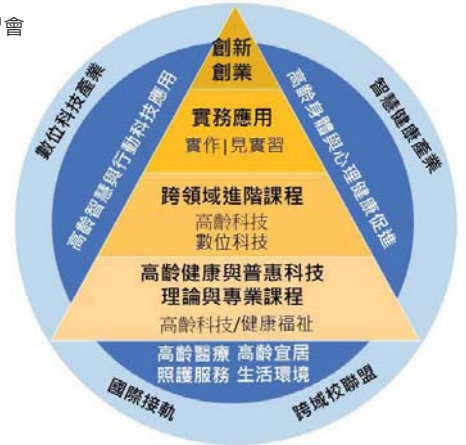 會
創新
創業
實務應用
實作|見實習
跨領域進階課程
高齡科技
數位科技
高齡健康與普惠科技
理論與專業課程
高齡科技/健康福祉
高齡智慧與行動科技應用
高齡身體與心理健康促進
高齡醫療 高齡宜居
照護服務 生活環境
數位科技產業
智慧健康產業
國際接軌
跨域校聯盟